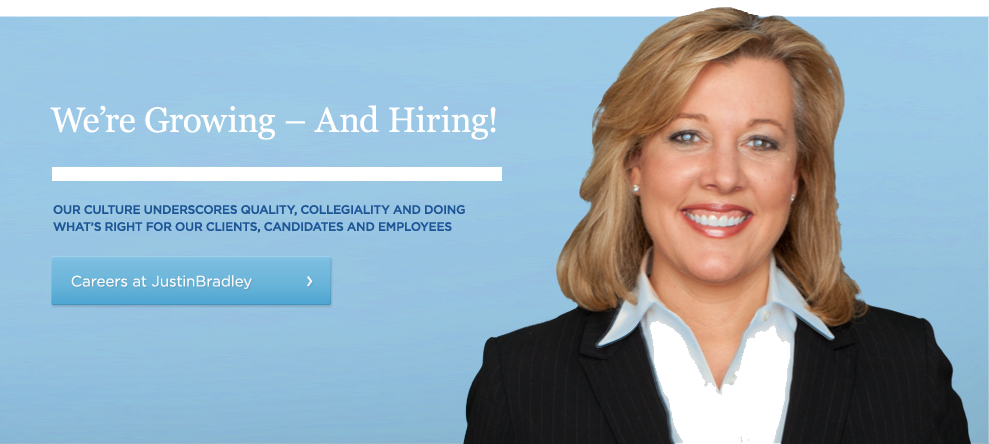 We’re Growing – And Hiring!
OUR CULTURE UNDERSCORES QUALITY, COLLEGIALITY AND DOING
WHAT’S RIGHT FOR OUR CLIENTS, CANDIDATES AND EMPLOYEES
Careers at JustinBradley ›